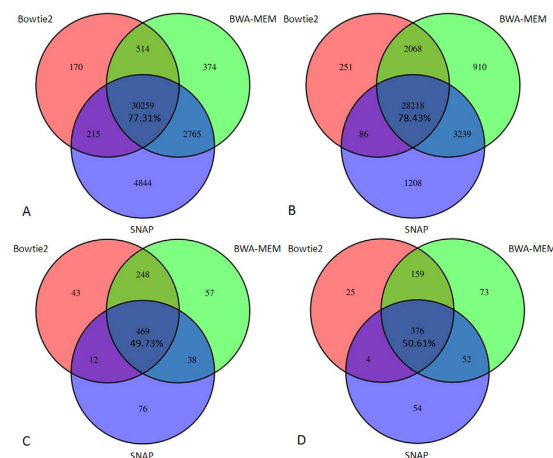 Bowtie2
BWA-MEM
514
170
374
30259
77.31%
215
2765
4844
A
SNAP
Bowtie2
BWA-MEM
2068
251
910
28218
78.43%
86
3239
1208
B
SNAP
Bowtie2
BWA-MEM
248
43
57
469
49.73%
12
38
76
C
SNAP
Bowtie2
BWA-MEM
159
25
73
376
50.61%
4
52
54
D
SNAP